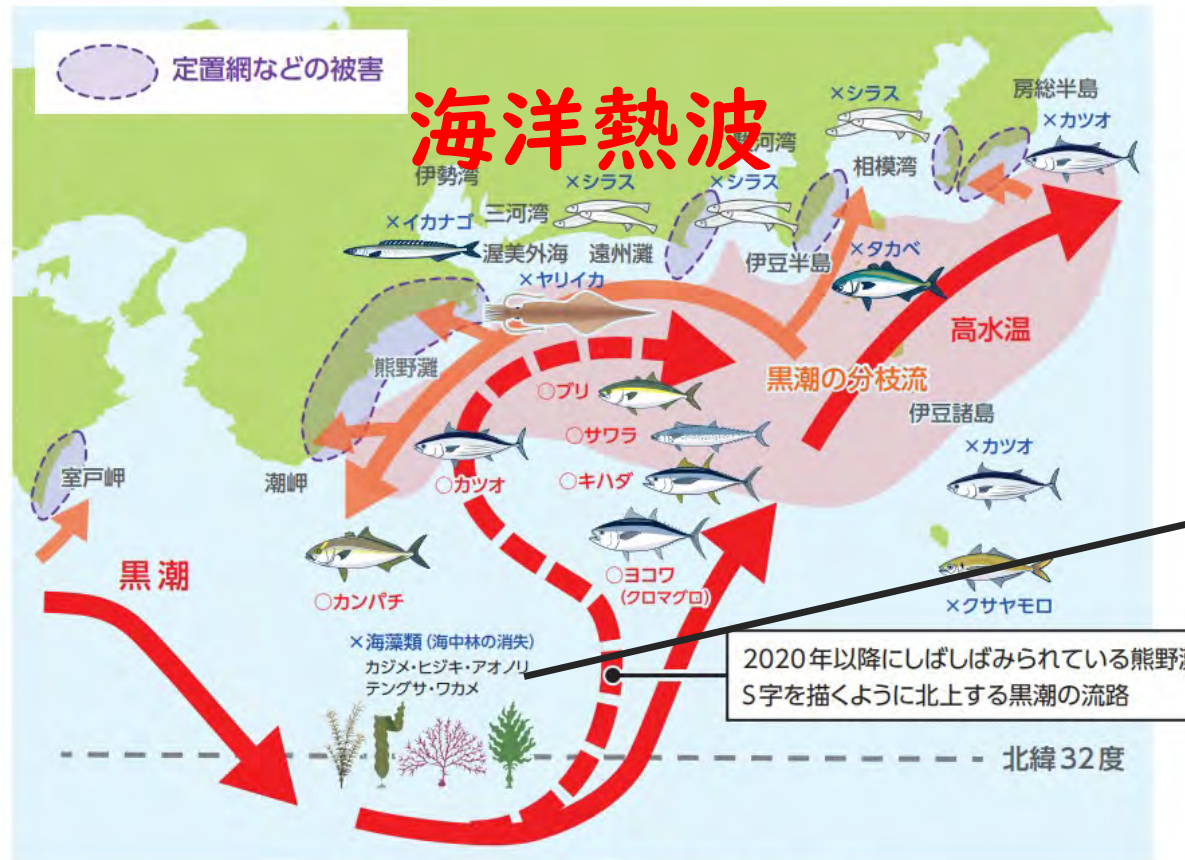 定置網などの被害
海洋熱波
×シラス
房総半島
×カツオ
河湾
相模湾
伊勢湾
×シラス
×シラス
×イカナゴ
三河湾
渥美外海
遠州灘
伊豆半島
×タカベ
×ヤリイカ
高水温
熊野灘
黒潮の分枝流
○ブリ
伊豆諸島
○サワラ
×カツオ
室戸岬
潮岬
○カツオ
○キハダ
黒潮
○カンパチ
○ヨコワ
(クロマグロ)
×クサヤモロ
×海藻類(海中林の消失)
カジメ・ヒジキ・アオノリ
テングサ・ワカメ
2020年以降にしばしばみられている熊野
S字を描くように北上する黒潮の流路
北緯32度